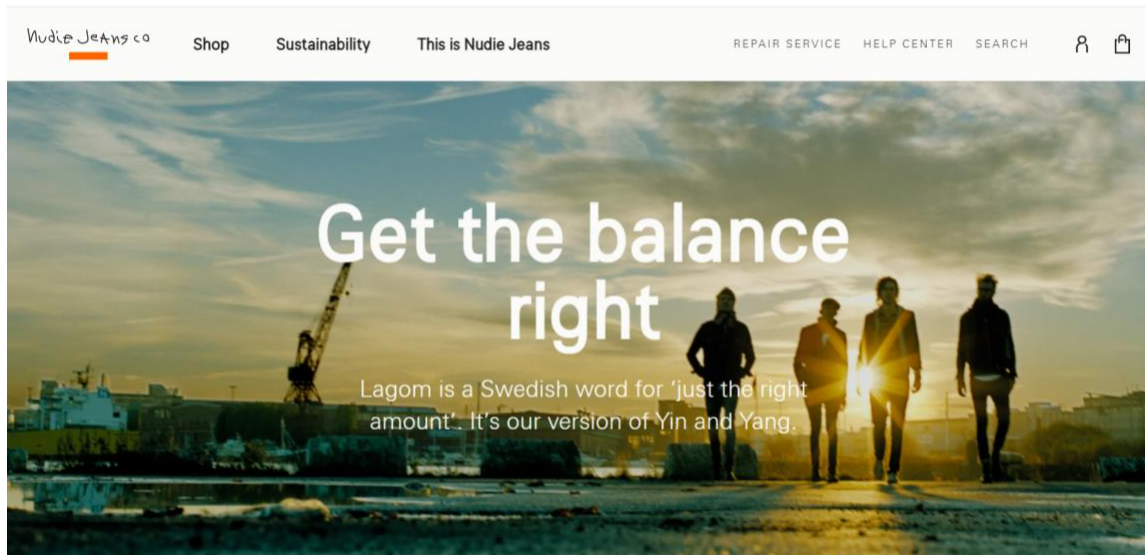 Nudie Jeans co
Shop Sustainability This is Nudie Jeans REPAIR SERVICE HELP CENTER SEARCH
Get the balance
right
Lagom is a Swedish word for ‘just the right
amount’. It’s our version of Yin and Yang.